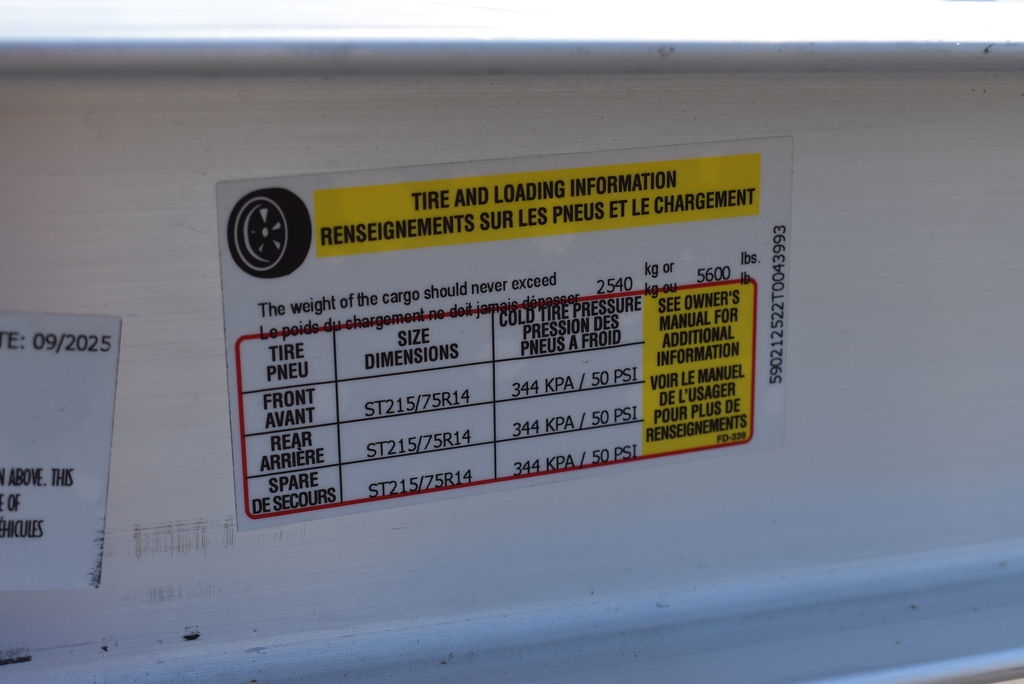 TIRE AND LOADING INFORMATION
RENSEIGNEMENTS SUR LES PNEUS ET LE CHARGEMENT
The weight of the cargo should never exceed 2540 kg or 5600 lbs.
Le poids du chargement ne doit jamais dépasser kg ou lb
TIRE
PNEU
SIZE
DIMENSIONS
COLD TIRE PRESSURE
PRESSION DES
PNEUS A FROID
FRONT
AVANT
ST215/75R14
344 KPA / 50 PSI
REAR
ARRIÈRE
ST215/75R14
344 KPA / 50 PSI
SPARE
DE SECOURS
ST215/75R14
344 KPA / 50 PSI
SEE OWNER'S
MANUAL FOR
ADDITIONAL
INFORMATION
VOIR LE MANUEL
DE L'USAGER
POUR PLUS DE
RENSEIGNEMENTS
FD-339
590212522T0043993
TE: 09/2025
N ABOVE. THIS
E OF
EHICULES